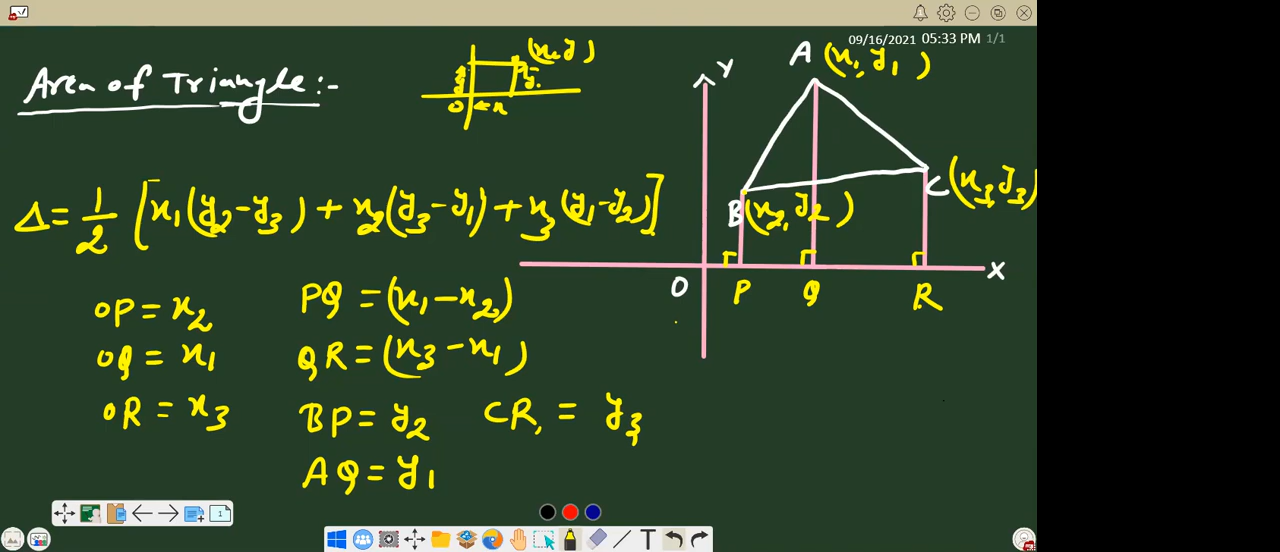 09/16/2021 05:33 PM 1/1
Area of Triangle:-
(x, y)
y
y
O x
Δ = 1/2 [x₁(y₂-y₃) + x₂(y₃-y₁) + x₃(y₁-y₂)]
OP = x₂
OQ = x₁
OR = x₃
PQ = (x₁-x₂)
QR = (x₃-x₁)
BP = y₂
AQ = y₁
CR, = y₃
Y
A (x₁, y₁)
B(x₂, y₂)
C(x₃, y₃)
O P Q R X
1
T